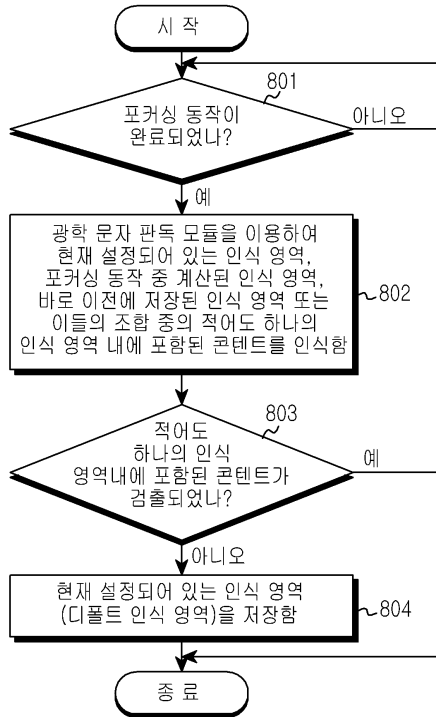 시 작
801
포커싱 동작이
완료되었나?
아니오
예
광학 문자 판독 모듈을 이용하여
현재 설정되어 있는 인식 영역,
포커싱 동작 중 계산된 인식 영역,
바로 이전에 저장된 인식 영역 또는
이들의 조합 중의 적어도 하나의
인식 영역 내에 포함된 콘텐트를 인식함
802
803
적어도
하나의 인식
영역내에 포함된 콘텐트가
검출되었나?
예
아니오
현재 설정되어 있는 인식 영역
(디폴트 인식 영역)을 저장함
804
종 료